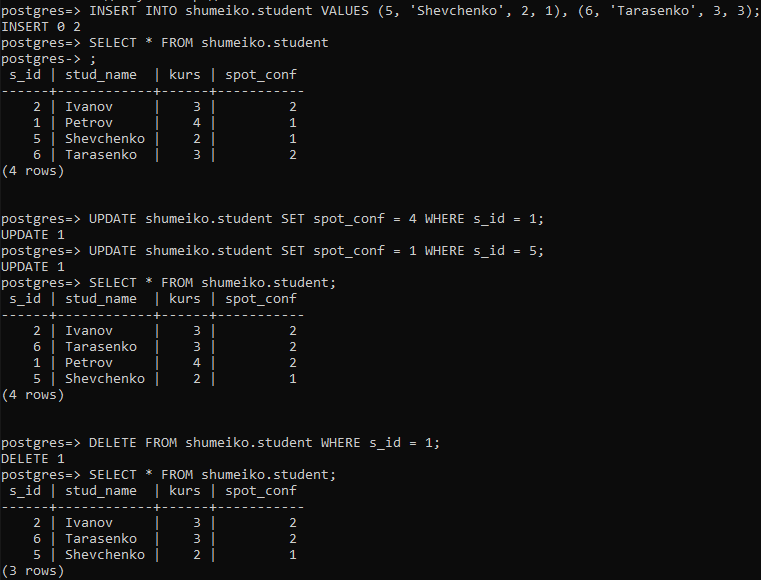 postgres=> INSERT INTO shumeiko.student VALUES (5, 'Shevchenko', 2, 1), (6, 'Tarasenko', 3, 3);
INSERT 0 2
postgres=> SELECT * FROM shumeiko.student
postgres-> ;
 s_id | stud_name  | kurs | spot_conf
------+------------+------+-----------
    2 | Ivanov     |    3 |         2
    1 | Petrov     |    4 |         1
    5 | Shevchenko |    2 |         1
    6 | Tarasenko  |    3 |         2
(4 rows)

postgres=> UPDATE shumeiko.student SET spot_conf = 4 WHERE s_id = 1;
UPDATE 1
postgres=> UPDATE shumeiko.student SET spot_conf = 1 WHERE s_id = 5;
UPDATE 1
postgres=> SELECT * FROM shumeiko.student;
 s_id | stud_name  | kurs | spot_conf
------+------------+------+-----------
    2 | Ivanov     |    3 |         2
    6 | Tarasenko  |    3 |         2
    1 | Petrov     |    4 |         2
    5 | Shevchenko |    2 |         1
(4 rows)

postgres=> DELETE FROM shumeiko.student WHERE s_id = 1;
DELETE 1
postgres=> SELECT * FROM shumeiko.student;
 s_id | stud_name  | kurs | spot_conf
------+------------+------+-----------
    2 | Ivanov     |    3 |         2
    6 | Tarasenko  |    3 |         2
    5 | Shevchenko |    2 |         1
(3 rows)